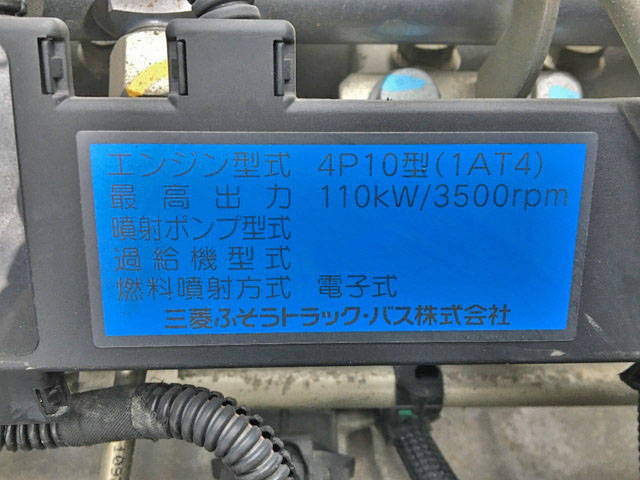 エンジン型式 4P10型(1AT4)
最高出力 110kW/3500rpm
噴射ポンプ型式
過給機型式
燃料噴射方式 電子式
三菱ふそうトラック・バス株式会社